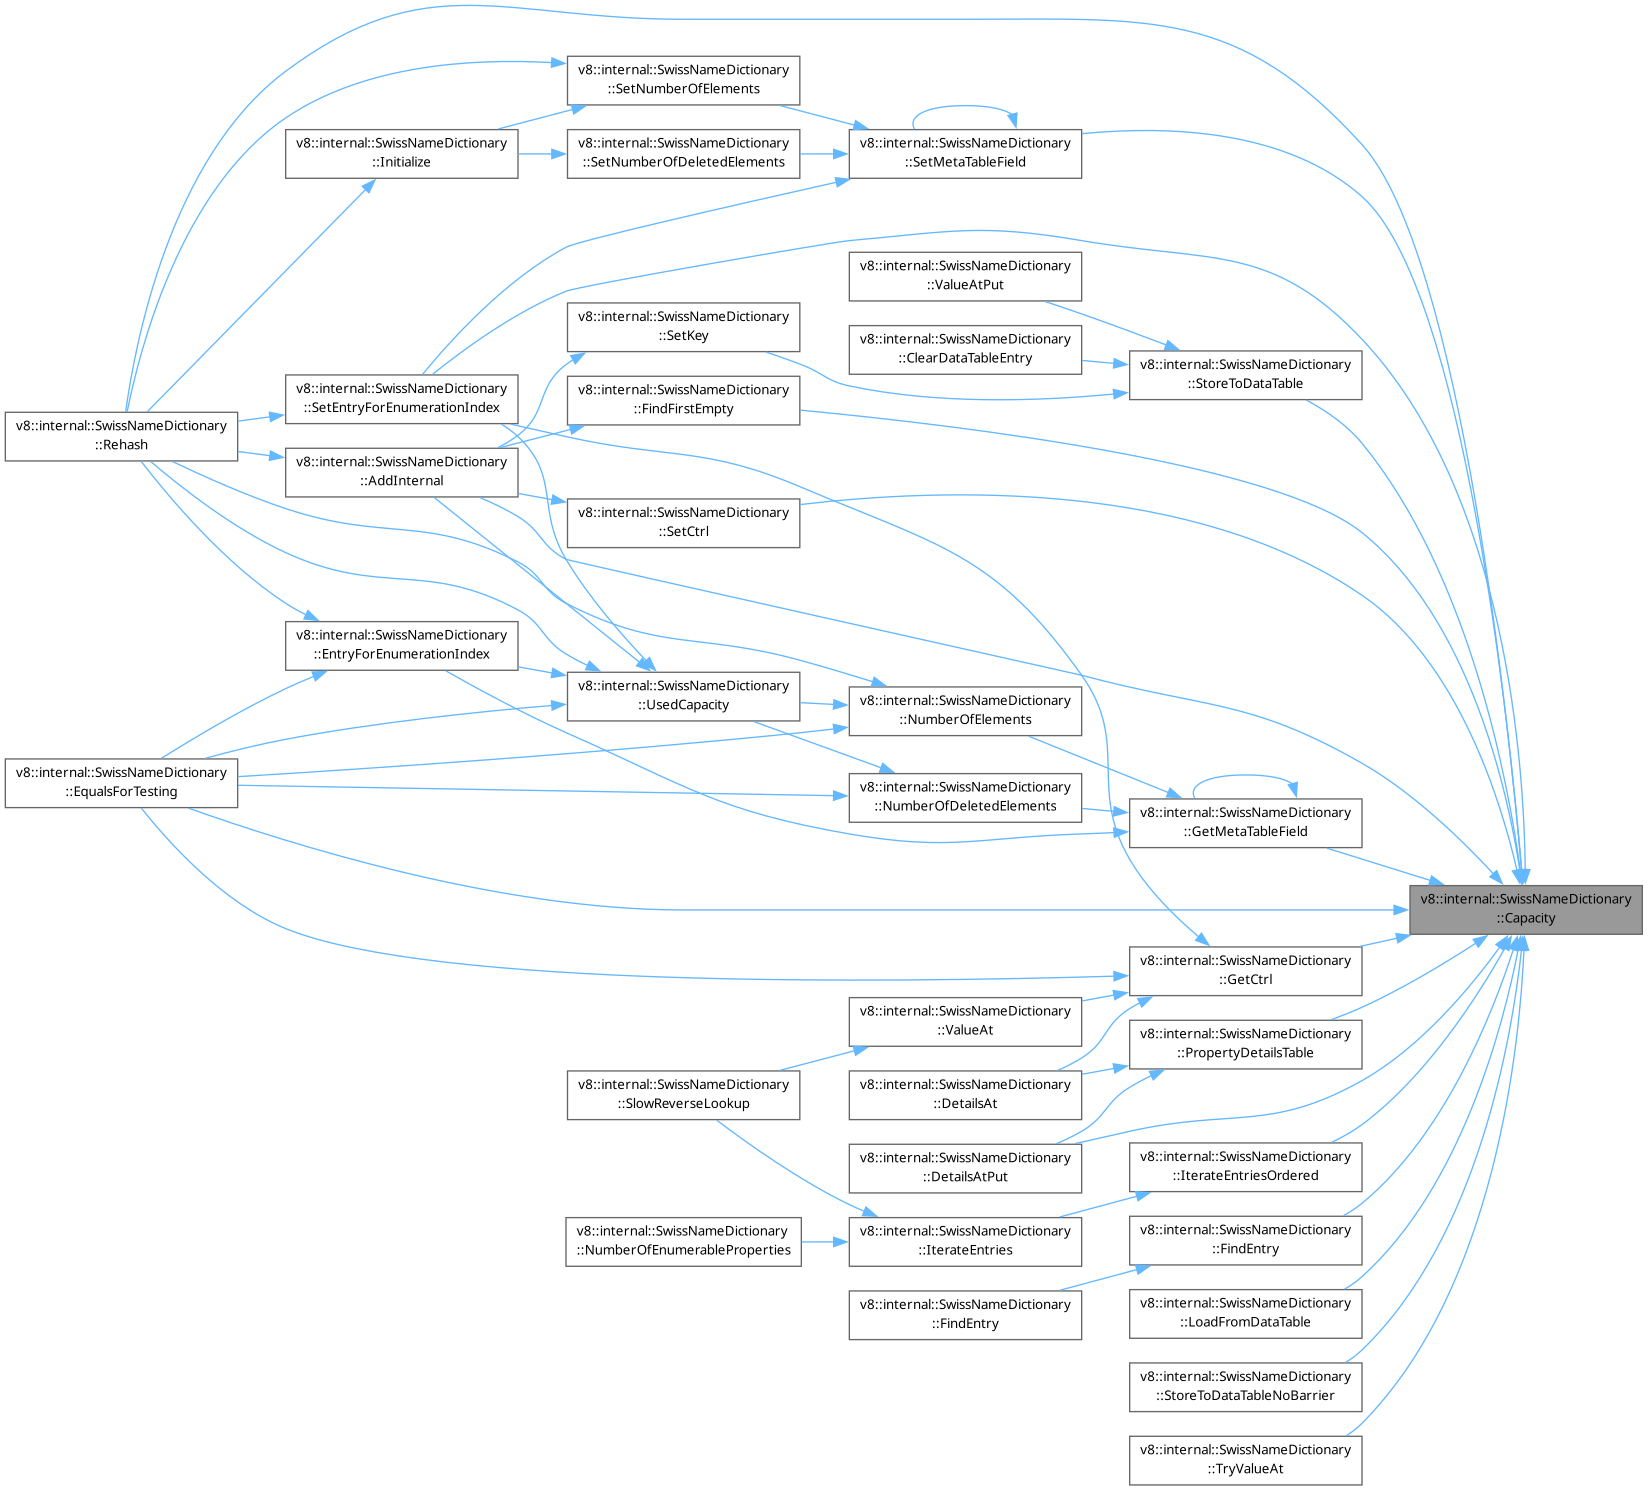 v8::internal::SwissNameDictionary
::SetNumberOfElements
v8::internal::SwissNameDictionary
::Initialize
v8::internal::SwissNameDictionary
::SetNumberOfDeletedElements
v8::internal::SwissNameDictionary
::SetMetaTableField
v8::internal::SwissNameDictionary
::ValueAtPut
v8::internal::SwissNameDictionary
::SetKey
v8::internal::SwissNameDictionary
::ClearDataTableEntry
v8::internal::SwissNameDictionary
::StoreToDataTable
v8::internal::SwissNameDictionary
::SetEntryForEnumerationIndex
v8::internal::SwissNameDictionary
::FindFirstEmpty
v8::internal::SwissNameDictionary
::Rehash
v8::internal::SwissNameDictionary
::AddInternal
v8::internal::SwissNameDictionary
::SetCtrl
v8::internal::SwissNameDictionary
::EntryForEnumerationIndex
v8::internal::SwissNameDictionary
::UsedCapacity
v8::internal::SwissNameDictionary
::NumberOfElements
v8::internal::SwissNameDictionary
::EqualsForTesting
v8::internal::SwissNameDictionary
::NumberOfDeletedElements
v8::internal::SwissNameDictionary
::GetMetaTableField
v8::internal::SwissNameDictionary
::Capacity
v8::internal::SwissNameDictionary
::GetCtrl
v8::internal::SwissNameDictionary
::ValueAt
v8::internal::SwissNameDictionary
::PropertyDetailsTable
v8::internal::SwissNameDictionary
::SlowReverseLookup
v8::internal::SwissNameDictionary
::DetailsAt
v8::internal::SwissNameDictionary
::DetailsAtPut
v8::internal::SwissNameDictionary
::IterateEntriesOrdered
v8::internal::SwissNameDictionary
::NumberOfEnumerableProperties
v8::internal::SwissNameDictionary
::IterateEntries
v8::internal::SwissNameDictionary
::FindEntry
v8::internal::SwissNameDictionary
::FindEntry
v8::internal::SwissNameDictionary
::LoadFromDataTable
v8::internal::SwissNameDictionary
::StoreToDataTableNoBarrier
v8::internal::SwissNameDictionary
::TryValueAt